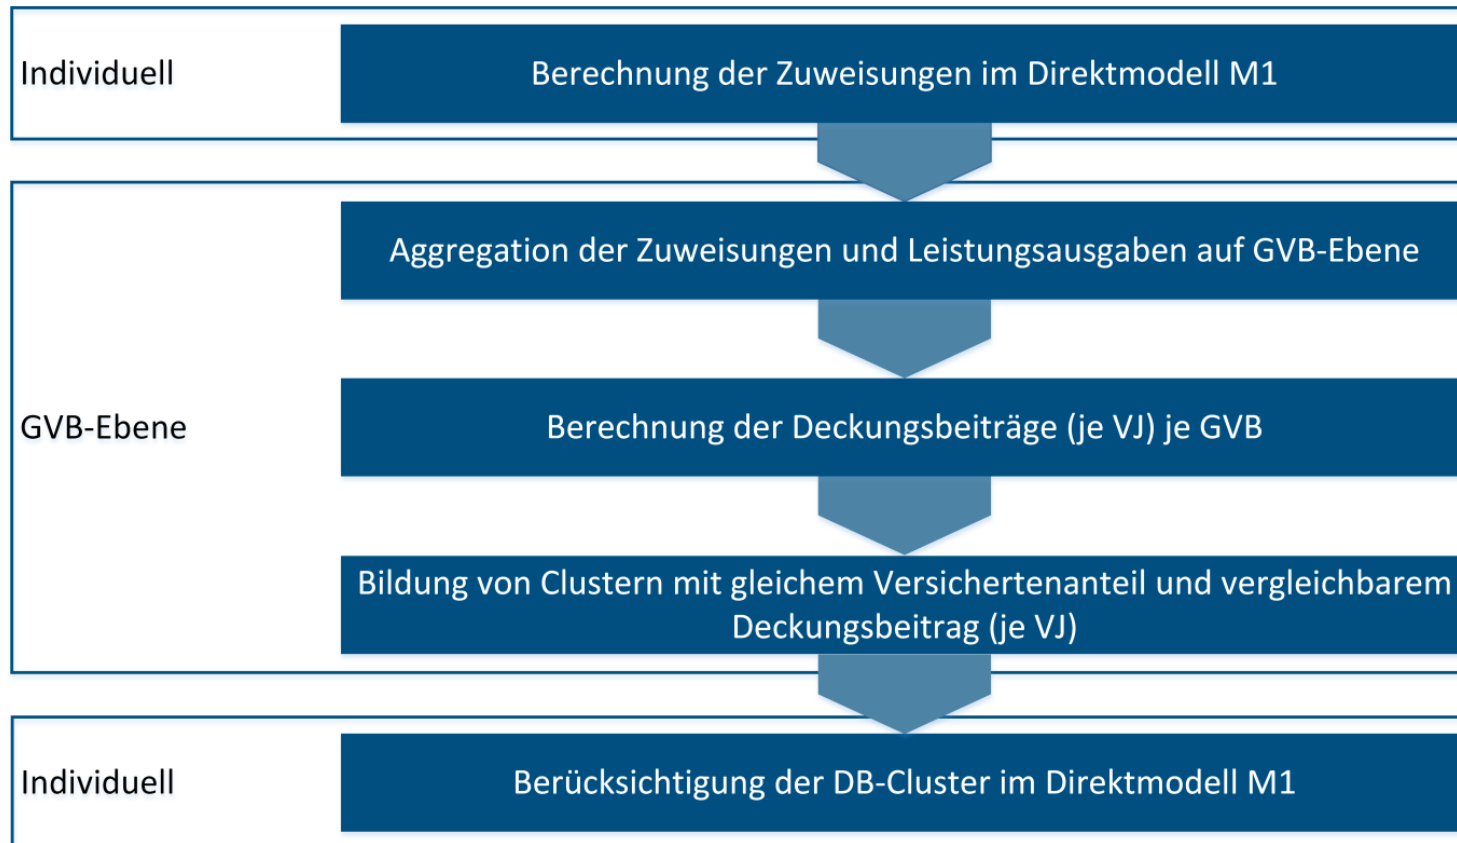 Individuell
Berechnung der Zuweisungen im Direktmodell M1
Aggregation der Zuweisungen und Leistungsausgaben auf GVB-Ebene
GVB-Ebene
Berechnung der Deckungsbeiträge (je VJ) je GVB
Bildung von Clustern mit gleichem Versichertenanteil und vergleichbarem
Deckungsbeitrag (je VJ)
Individuell
Berücksichtigung der DB-Cluster im Direktmodell M1